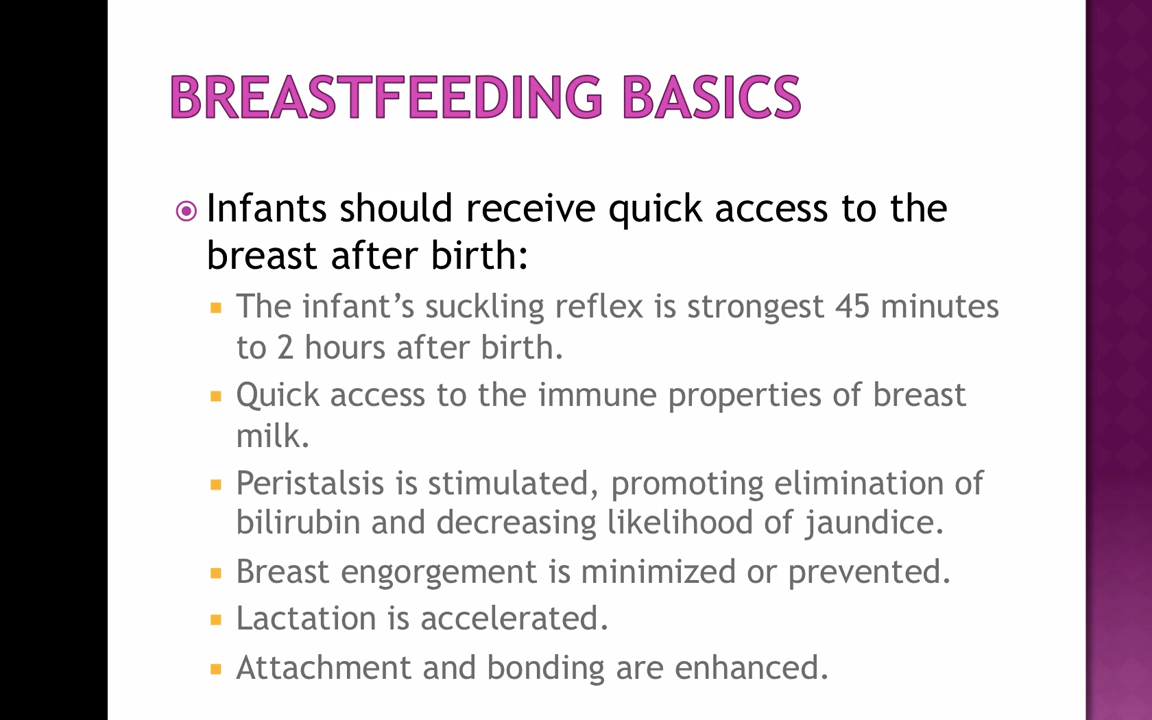 BREASTFEEDING BASICS
Infants should receive quick access to the
breast after birth:
The infant’s suckling reflex is strongest 45 minutes
to 2 hours after birth.
Quick access to the immune properties of breast
milk.
Peristalsis is stimulated, promoting elimination of
bilirubin and decreasing likelihood of jaundice.
Breast engorgement is minimized or prevented.
Lactation is accelerated.
Attachment and bonding are enhanced.